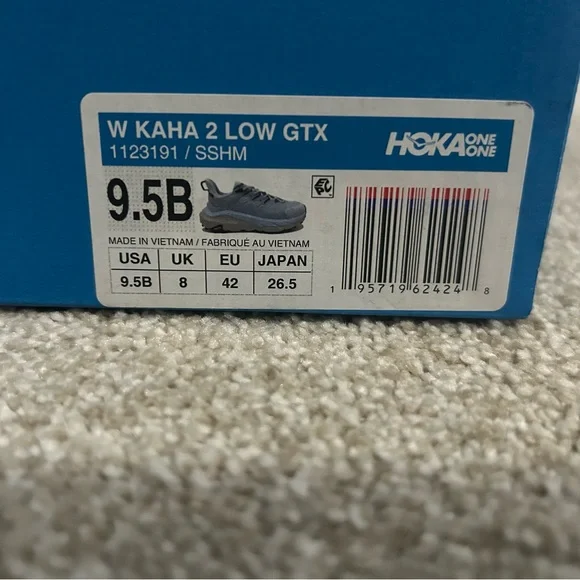 W KAHA 2 LOW GTX
1123191 / SSHM
HOKA ONE ONE
9.5B
MADE IN VIETNAM / FABRIQUÉ AU VIETNAM
USA UK EU JAPAN
9.5B 8 42 26.5
1 95719 62424 8